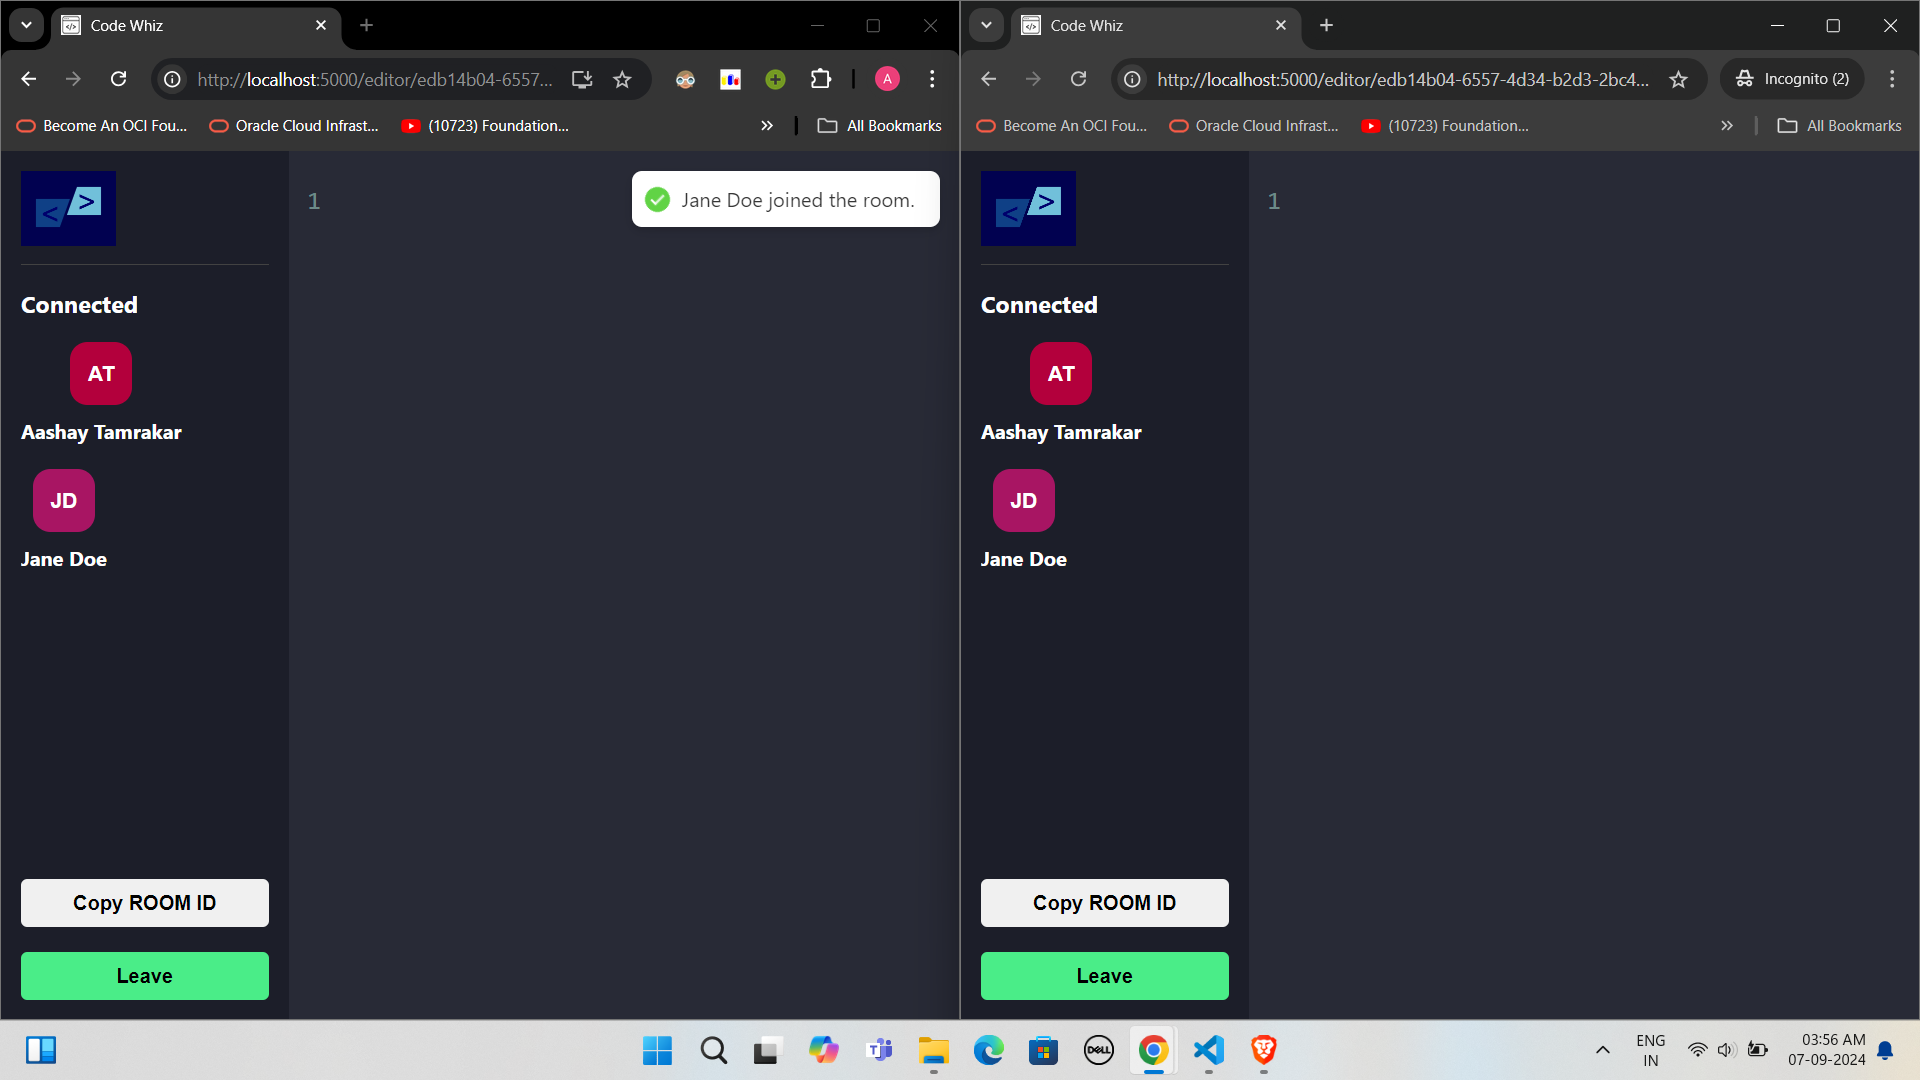 Code Whiz
http://localhost:5000/editor/edb14b04-6557...
A
Become An OCI Fou...
Oracle Cloud Infrast...
(10723) Foundation...
All Bookmarks
< >
1
Jane Doe joined the room.
Connected
AT
Aashay Tamrakar
JD
Jane Doe
Copy ROOM ID
Leave
Code Whiz
http://localhost:5000/editor/edb14b04-6557-4d34-b2d3-2bc4...
Incognito (2)
Become An OCI Fou...
Oracle Cloud Infrast...
(10723) Foundation...
All Bookmarks
< >
1
Connected
AT
Aashay Tamrakar
JD
Jane Doe
Copy ROOM ID
Leave
DELL
ENG
IN
03:56 AM
07-09-2024